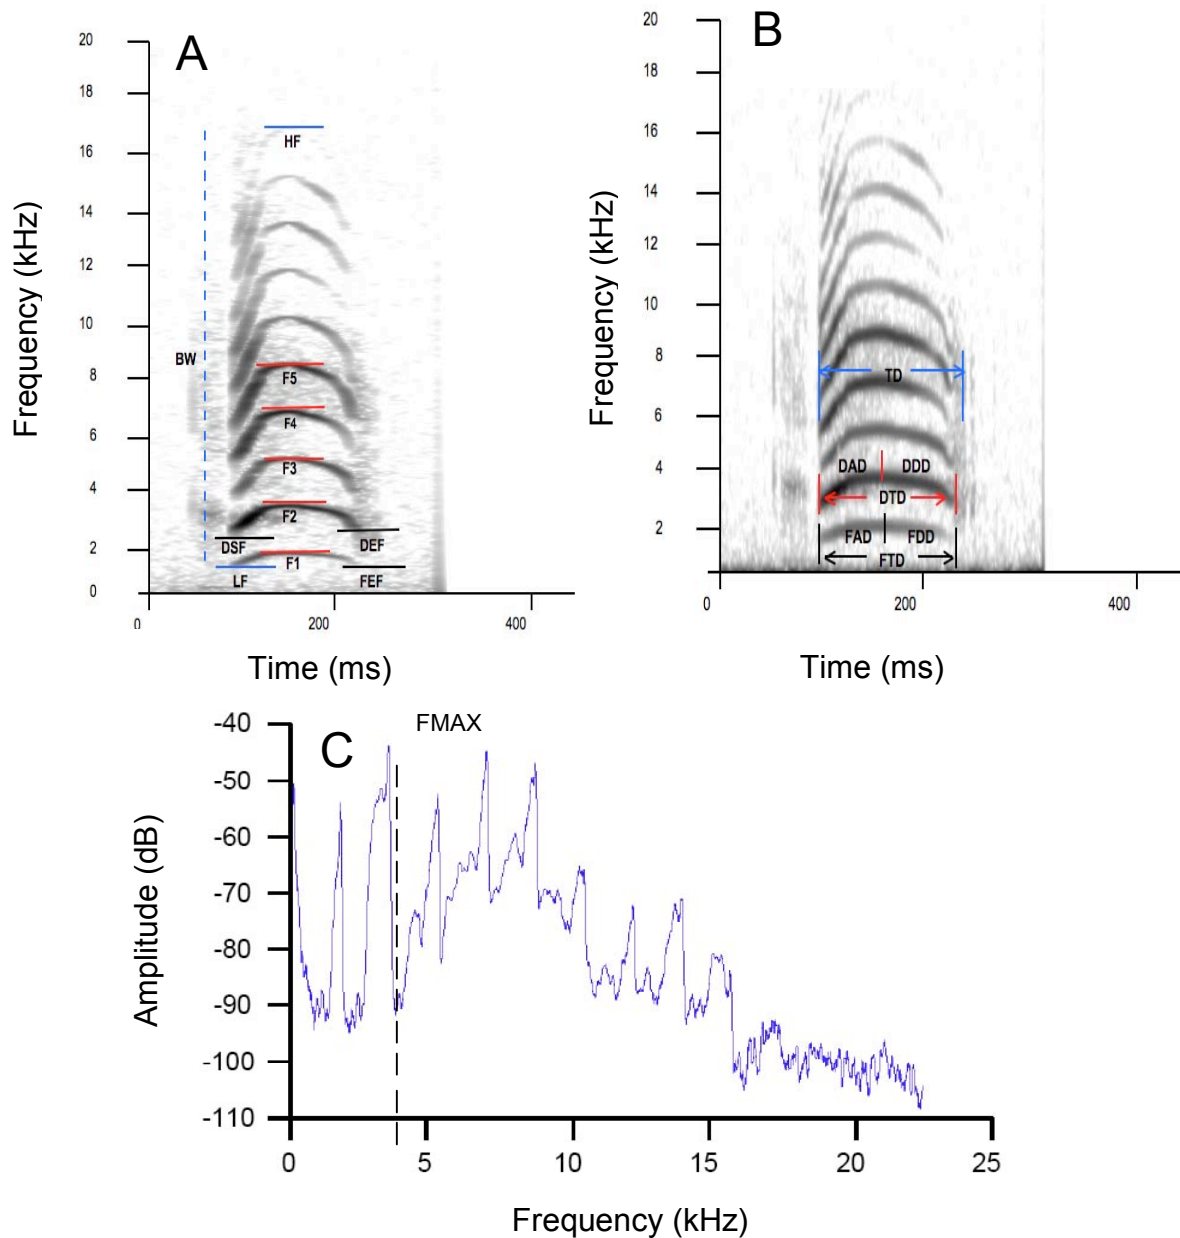 A
20
18
16
14
12
10
8
6
4
2
0
Frequency (kHz)
HF
BW
F5
F4
F3
F2
DSF
DEF
F1
LF
FEF
0
200
400
Time (ms)
B
20
18
16
14
12
10
8
6
4
2
Frequency (kHz)
TD
DAD
DDD
DTD
FAD
FDD
FTD
0
200
400
Time (ms)
C
FMAX
-40
-50
-60
-70
-80
-90
-100
-110
Amplitude (dB)
0
5
10
15
20
25
Frequency (kHz)